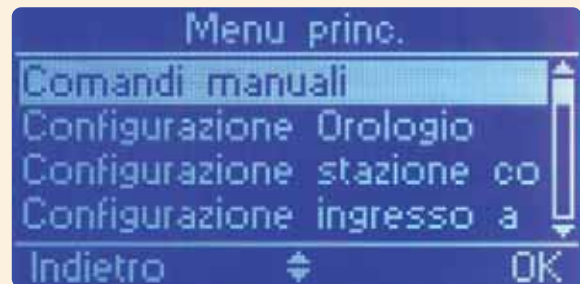 Menu princ.
Comandi manuali
Configurazione Orologio
Configurazione stazione co
Configurazione ingresso a
Indietro OK